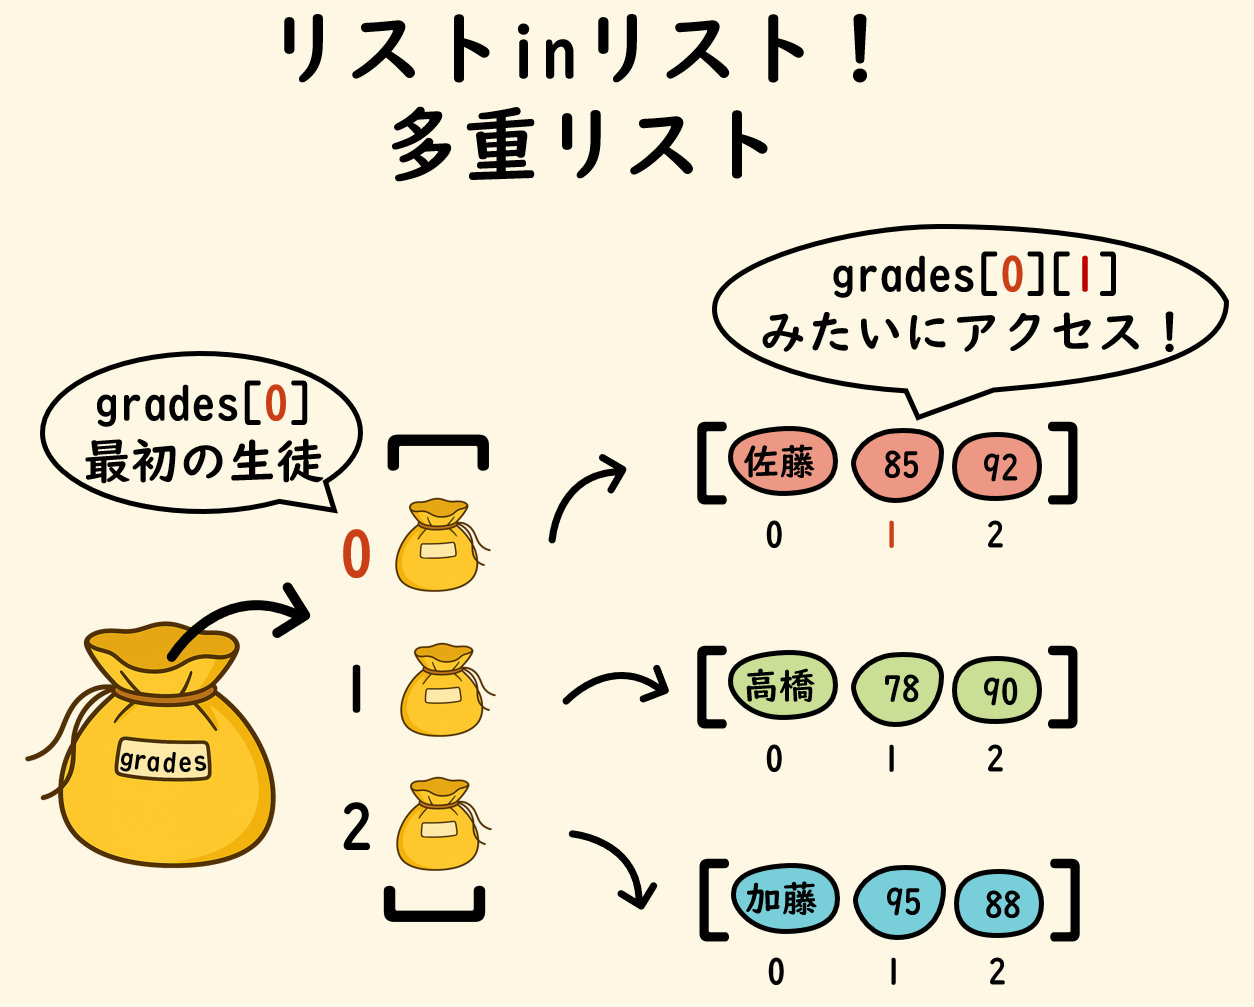 リストinリスト！
多重リスト
grades[0][1]
みたいにアクセス！
grades[0]
最初の生徒
grades
0
1
2
[佐藤 85 92]
0 1 2
[高橋 78 90]
0 1 2
[加藤 95 88]
0 1 2